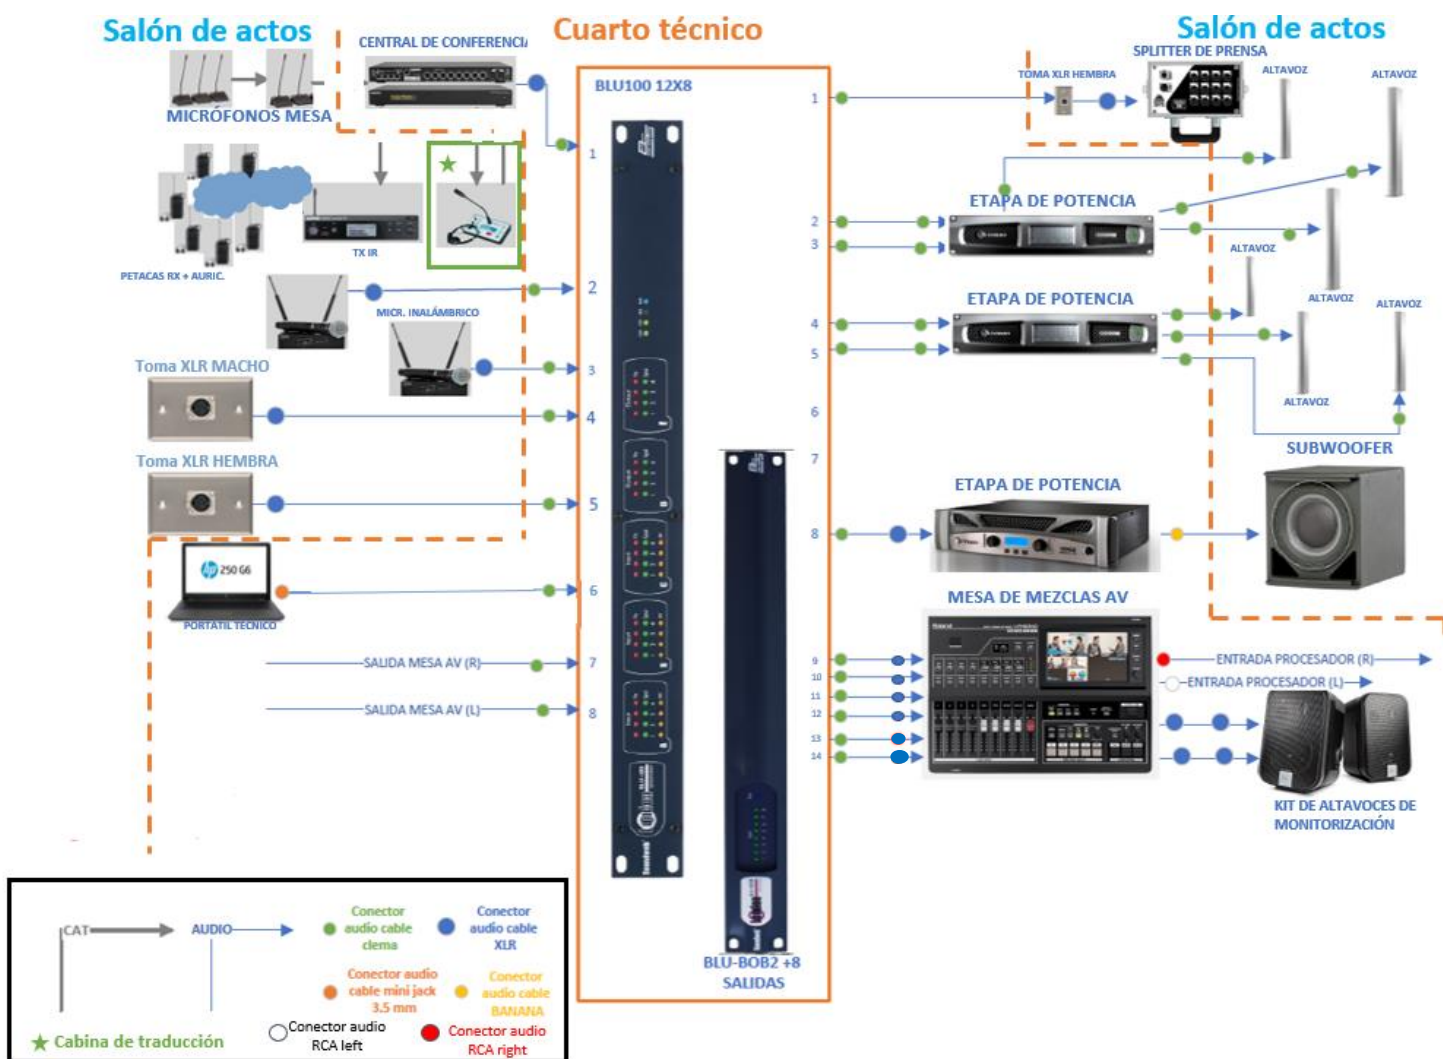 Salón de actos
Cuarto técnico
Salón de actos
CENTRAL DE CONFERENCIA
SPLITTER DE PRENSA
TOMA XLR HEMBRA
ALTAVOZ
ALTAVOZ
BLU100 12X8
MICRÓFONOS MESA
1
1
ETAPA DE POTENCIA
2
3
TX IR
PETACAS RX + AURIC.
ALTAVOZ
ALTAVOZ
ALTAVOZ
2
MICR. INALÁMBRICO
ETAPA DE POTENCIA
4
5
Toma XLR MACHO
3
ALTAVOZ
ALTAVOZ
4
6
Toma XLR HEMBRA
SUBWOOFER
7
ETAPA DE POTENCIA
5
8
hp 250 G6
6
PORTÁTIL TÉCNICO
MESA DE MEZCLAS AV
SALIDA MESA AV (R)
7
9
10
11
12
13
14
ENTRADA PROCESADOR (R)
ENTRADA PROCESADOR (L)
SALIDA MESA AV (L)
8
KIT DE ALTAVOCES DE
MONITORIZACIÓN
BLU-BOB2 +8
SALIDAS
CAT
AUDIO
Conector
audio cable
clema
Conector
audio cable
XLR
Conector audio
cable mini jack
3.5 mm
Conector
audio cable
BANANA
Cabina de traducción
Conector audio
RCA left
Conector audio
RCA right